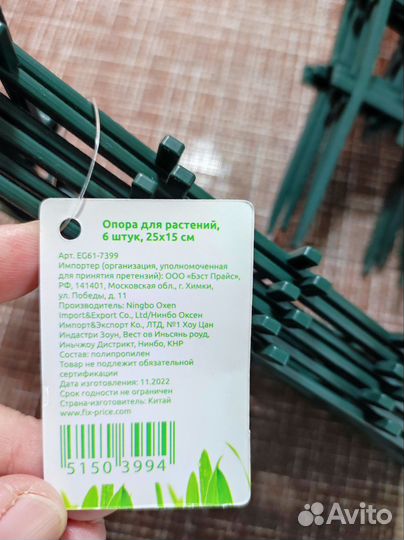 Опора для растений,
6 штук, 25х15 см
Арт. EG61-7399
Импортер (организация, уполномоченная
для принятия претензий): ООО «Бэст Прайс»,
РФ, 141401, Московская обл., г. Химки,
ул. Победы, д. 11
Производитель: Ningbo Oxen
Import&Export Co., Ltd/Нинбо Оксен
Импорт&Экспорт Ко., ЛТД, №1 Хоу Цан
Индастри Зоун, Вест ов Иньсянь роуд,
Иньчжоу Дистрикт, Нинбо, КНР
Состав: полипропилен
Товар не подлежит обязательной
сертификации
Дата изготовления: 11.2022
Срок годности не ограничен
Страна-изготовитель: Китай
www.fix-price.com
5150 3994
Avito